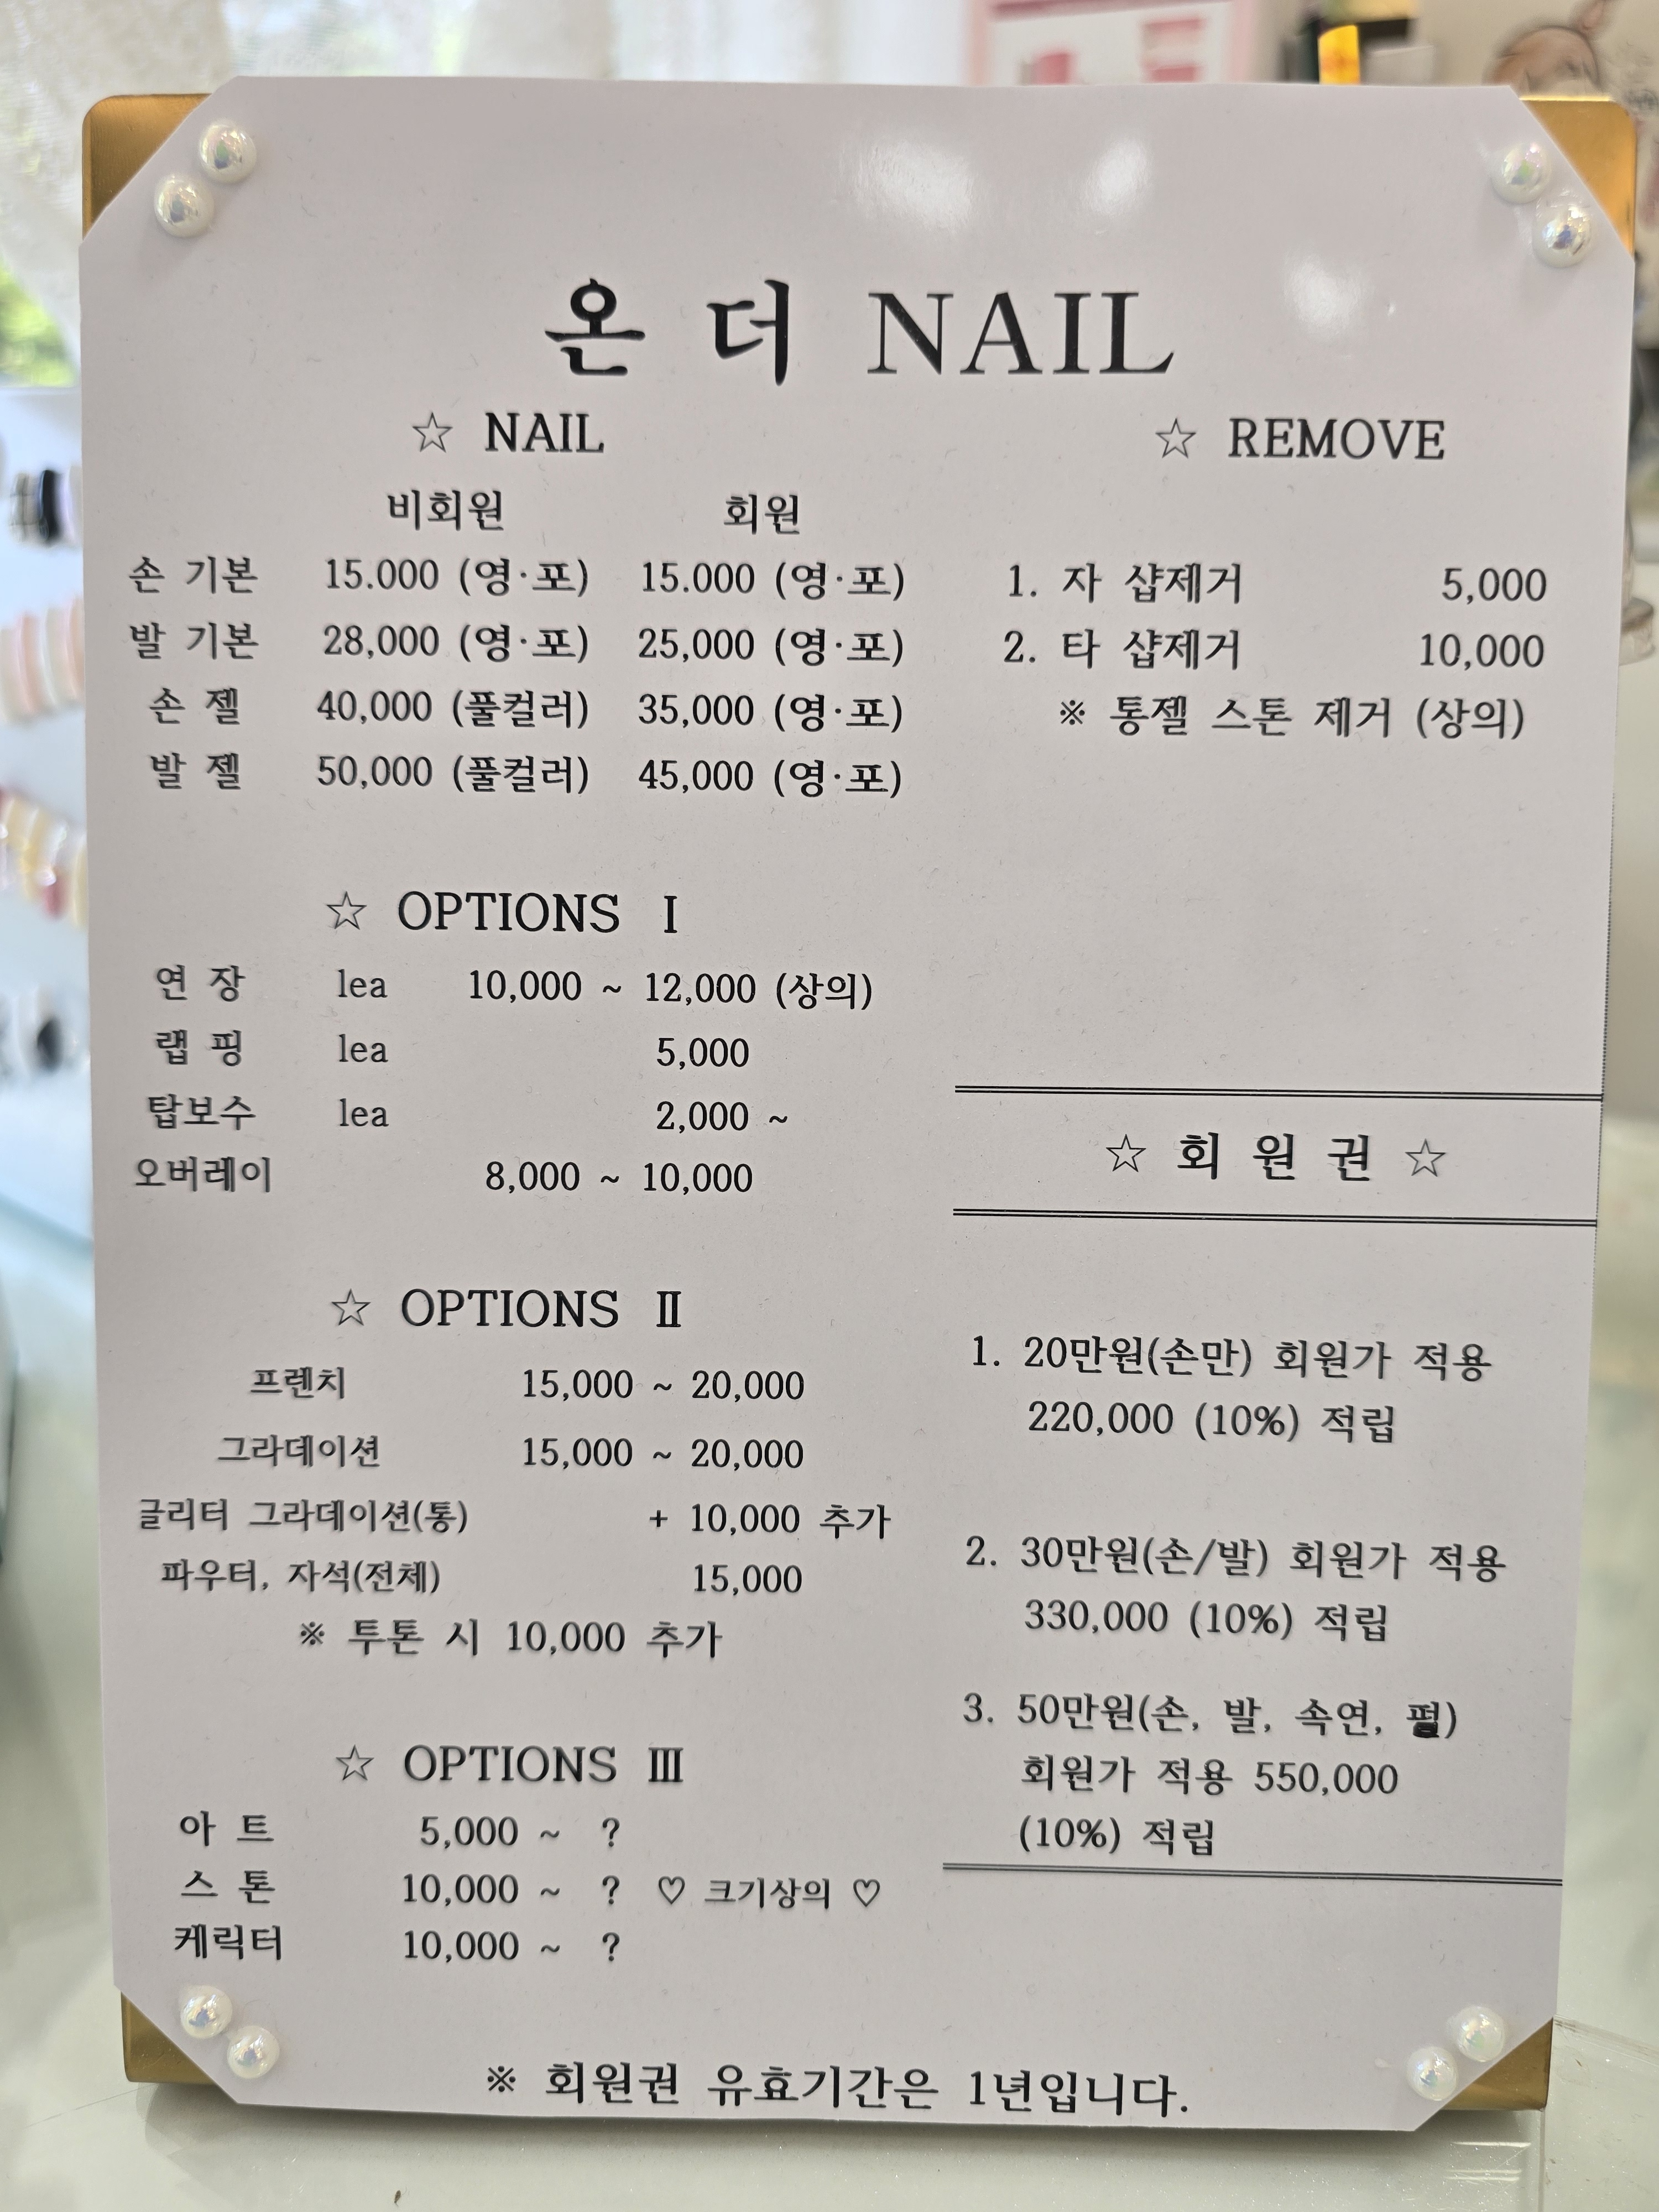 온 더 NAIL
☆ NAIL
비회원 회원
손 기본 15.000 (영·포) 15.000 (영·포)
발 기본 28,000 (영·포) 25,000 (영·포)
손 젤 40,000 (풀컬러) 35,000 (영·포)
발 젤 50,000 (풀컬러) 45,000 (영·포)
☆ OPTIONS Ⅰ
연 장 1ea 10,000 ~ 12,000 (상의)
랩 핑 1ea 5,000
탑보수 1ea 2,000 ~
오버레이 8,000 ~ 10,000
☆ OPTIONS Ⅱ
프렌치 15,000 ~ 20,000
그라데이션 15,000 ~ 20,000
글리터 그라데이션(통) + 10,000 추가
파우터, 자석(전체) 15,000
※ 투톤 시 10,000 추가
☆ OPTIONS Ⅲ
아 트 5,000 ~ ?
스 톤 10,000 ~ ? ♡ 크기상의 ♡
케릭터 10,000 ~ ?
☆ REMOVE
1. 자 샵제거 5,000
2. 타 샵제거 10,000
※ 통젤 스톤 제거 (상의)
☆ 회 원 권 ☆
1. 20만원(손만) 회원가 적용
220,000 (10%) 적립
2. 30만원(손/발) 회원가 적용
330,000 (10%) 적립
3. 50만원(손, 발, 속연, 펄)
회원가 적용 550,000
(10%) 적립
※ 회원권 유효기간은 1년입니다.